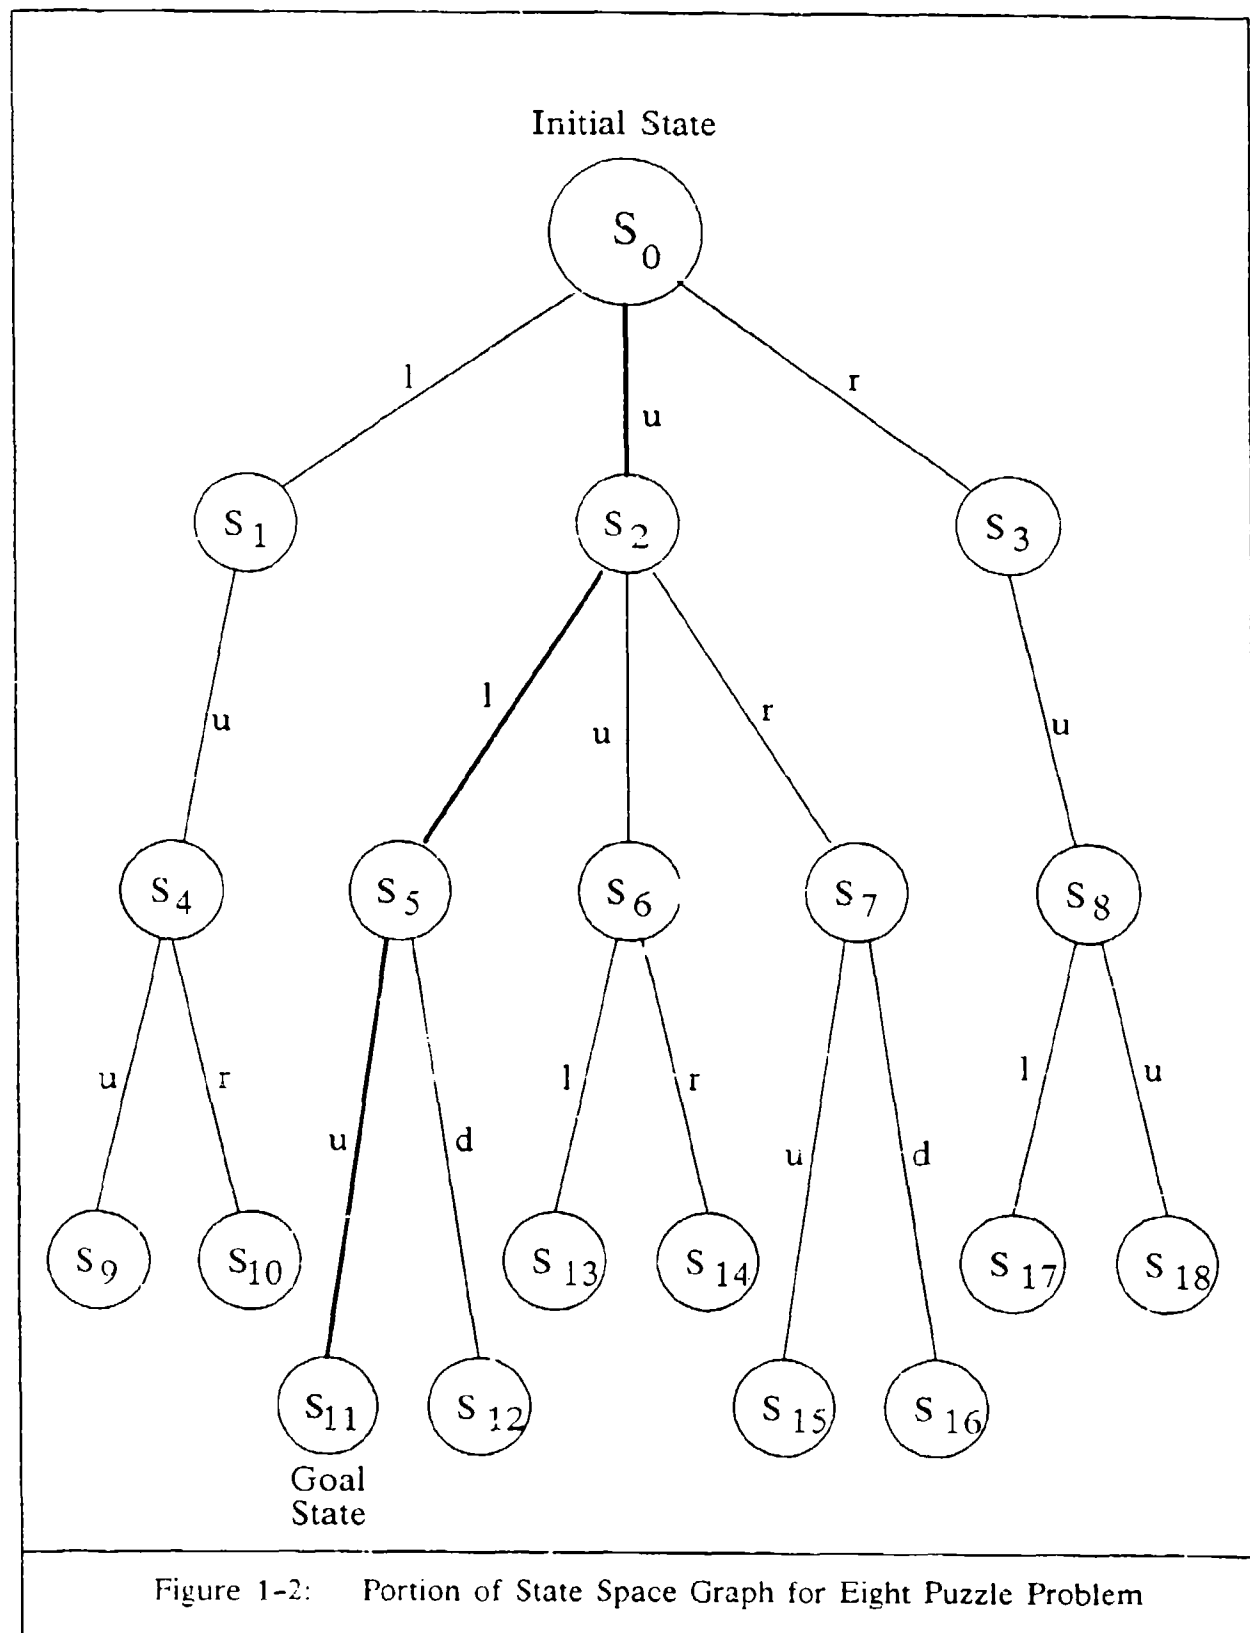 Initial State
S0
l u r
S1 S2 S3
u l u r u
S4 S5 S6 S7 S8
u r u d l r u d l u
S9 S10 S13 S14 S17 S18
S11 S12 S15 S16
Goal
State
Figure 1-2: Portion of State Space Graph for Eight Puzzle Problem